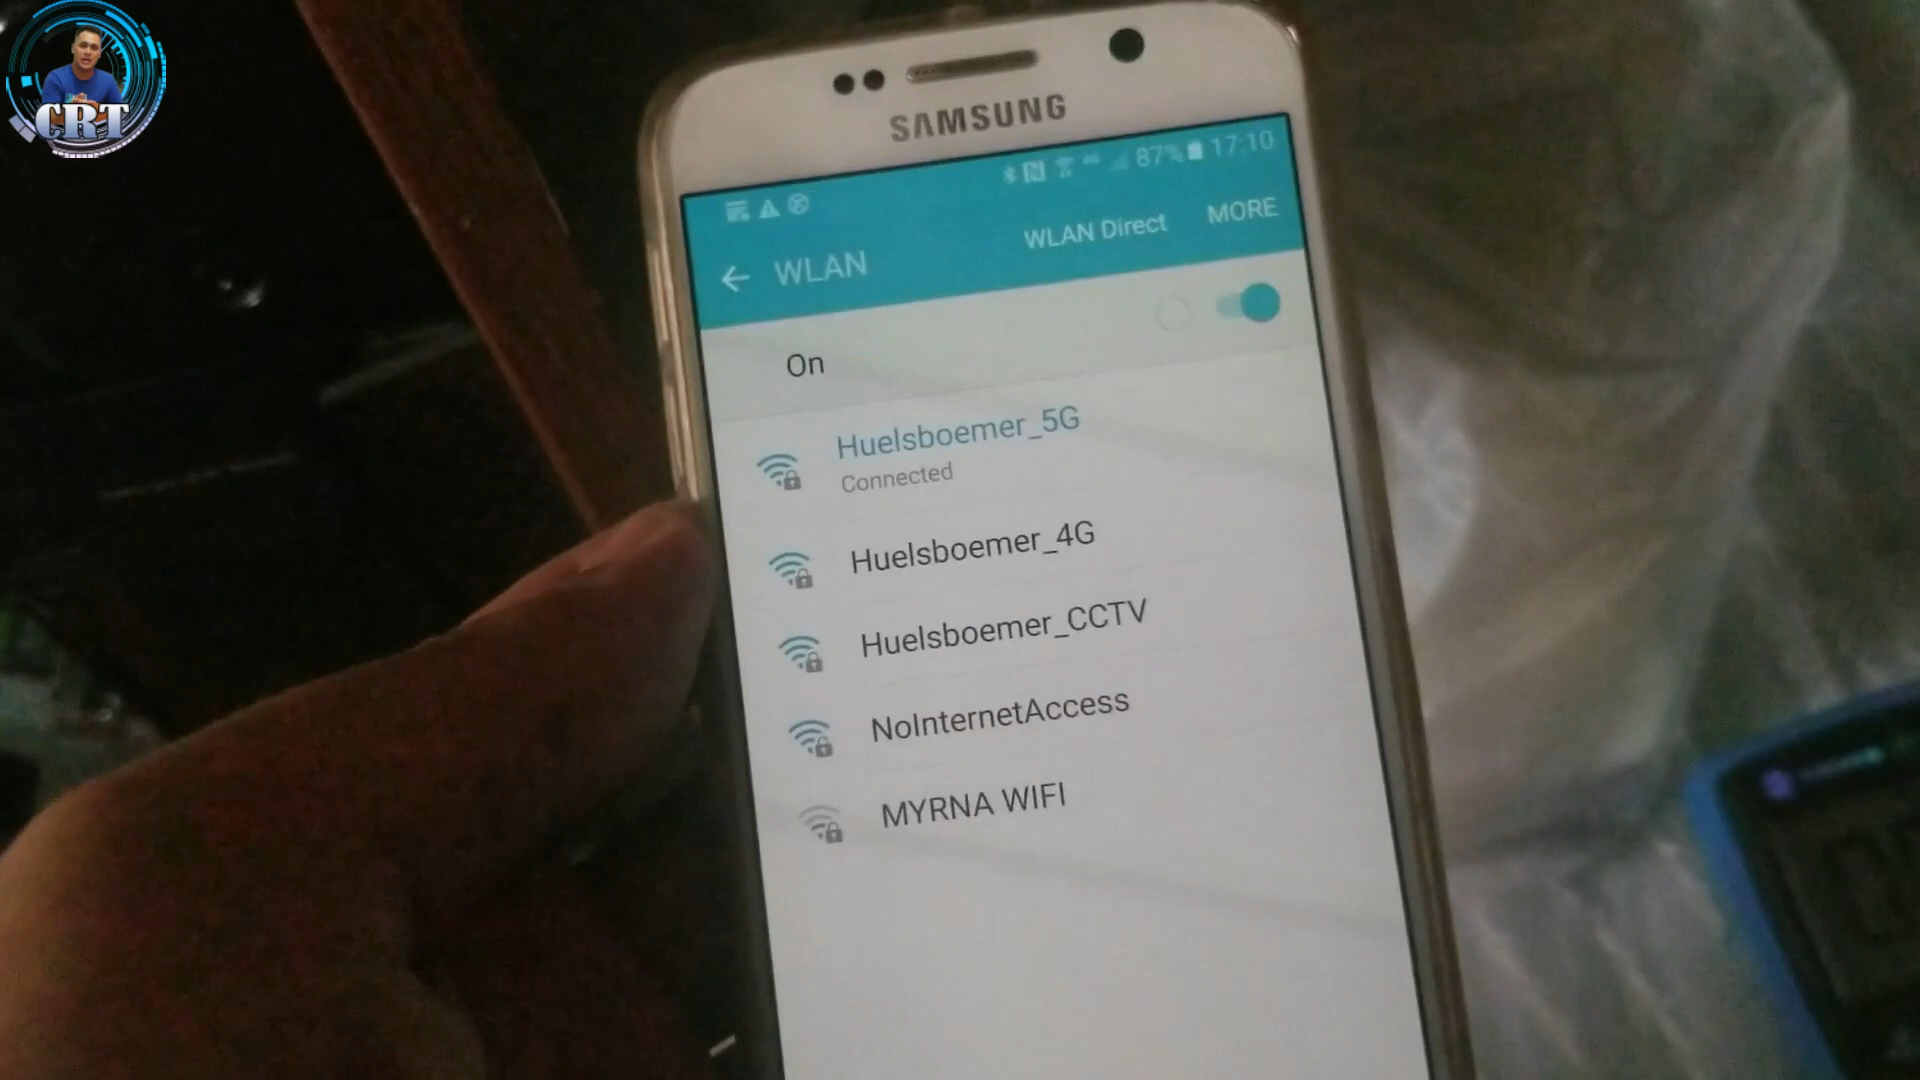 CRT
SAMSUNG
87% 17:10
WLAN WLAN Direct MORE
On
Huelsboemer_5G
Connected
Huelsboemer_4G
Huelsboemer_CCTV
NoInternetAccess
MYRNA WIFI